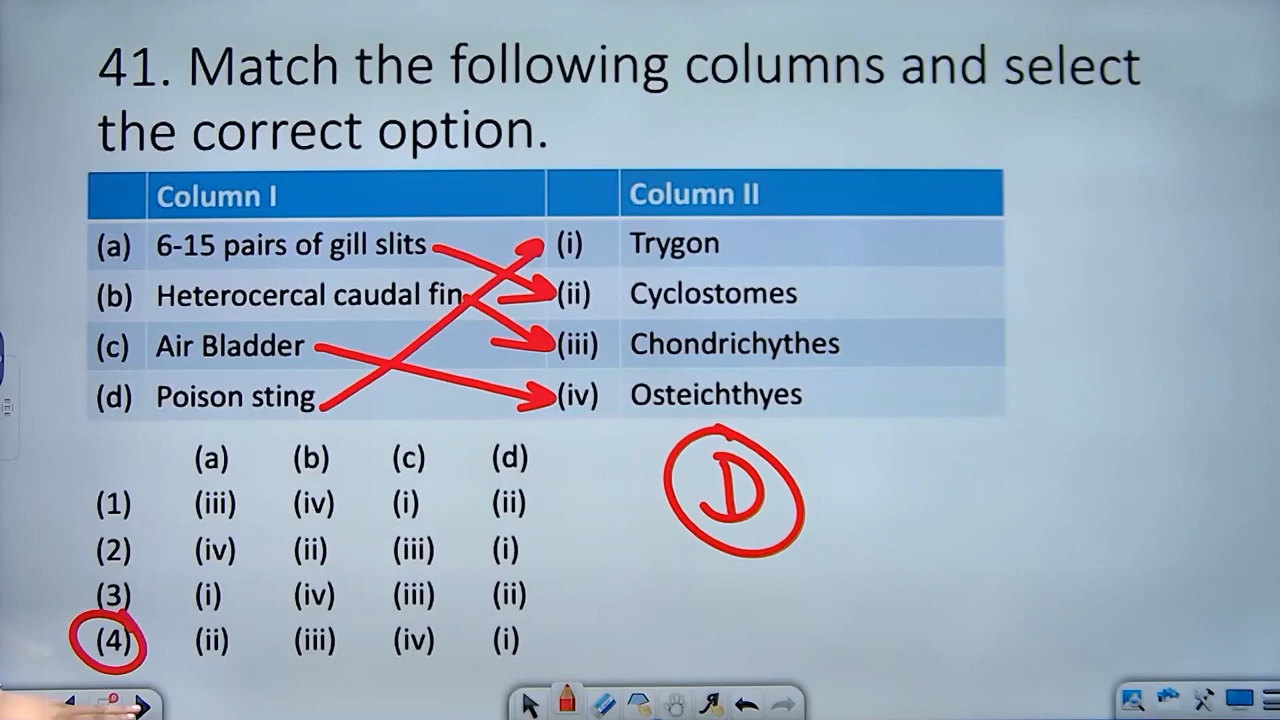 41. Match the following columns and select
the correct option.
Column I Column II
(a) 6-15 pairs of gill slits (i) Trygon
(b) Heterocercal caudal fin (ii) Cyclostomes
(c) Air Bladder (iii) Chondrichythes
(d) Poison sting (iv) Osteichthyes
(a) (b) (c) (d)
(1) (iii) (iv) (i) (ii)
(2) (iv) (ii) (iii) (i)
(3) (i) (iv) (iii) (ii)
(4) (ii) (iii) (iv) (i)
D